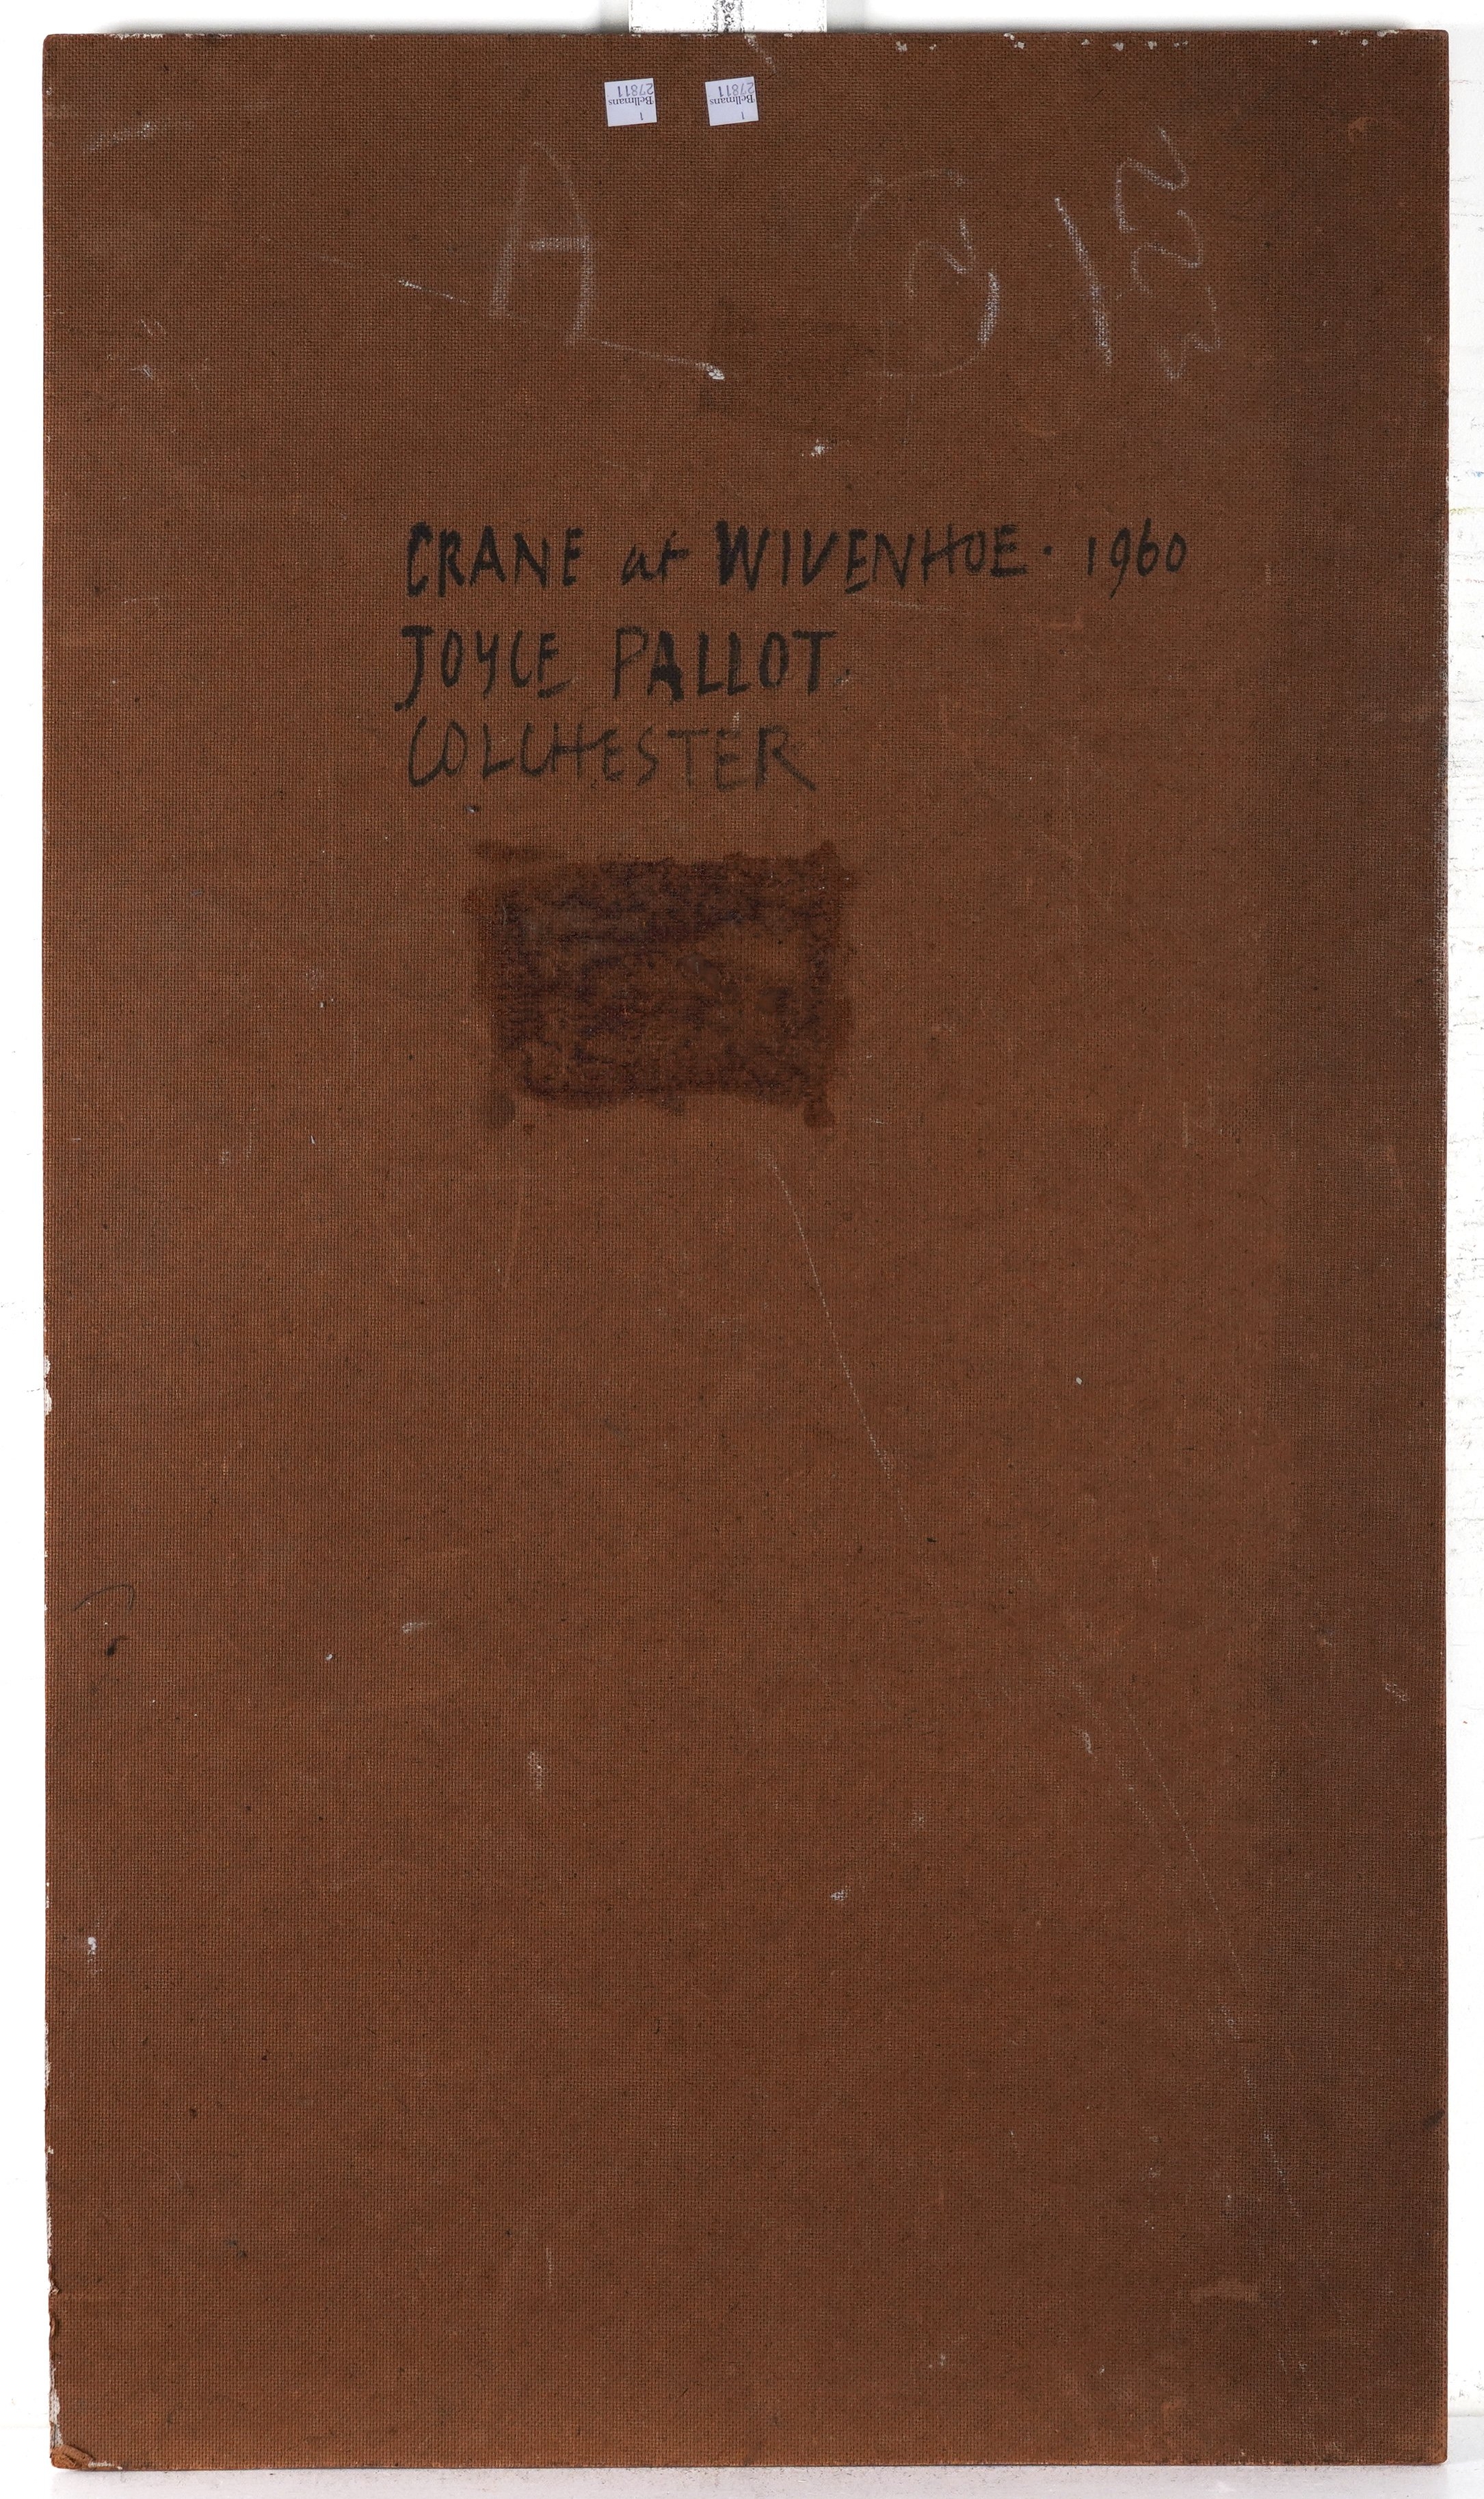 1
Bellmans
27811
1
Bellmans
27811
A
CRANE at WIVENHOE · 1960
JOYCE PALLOT.
COLCHESTER